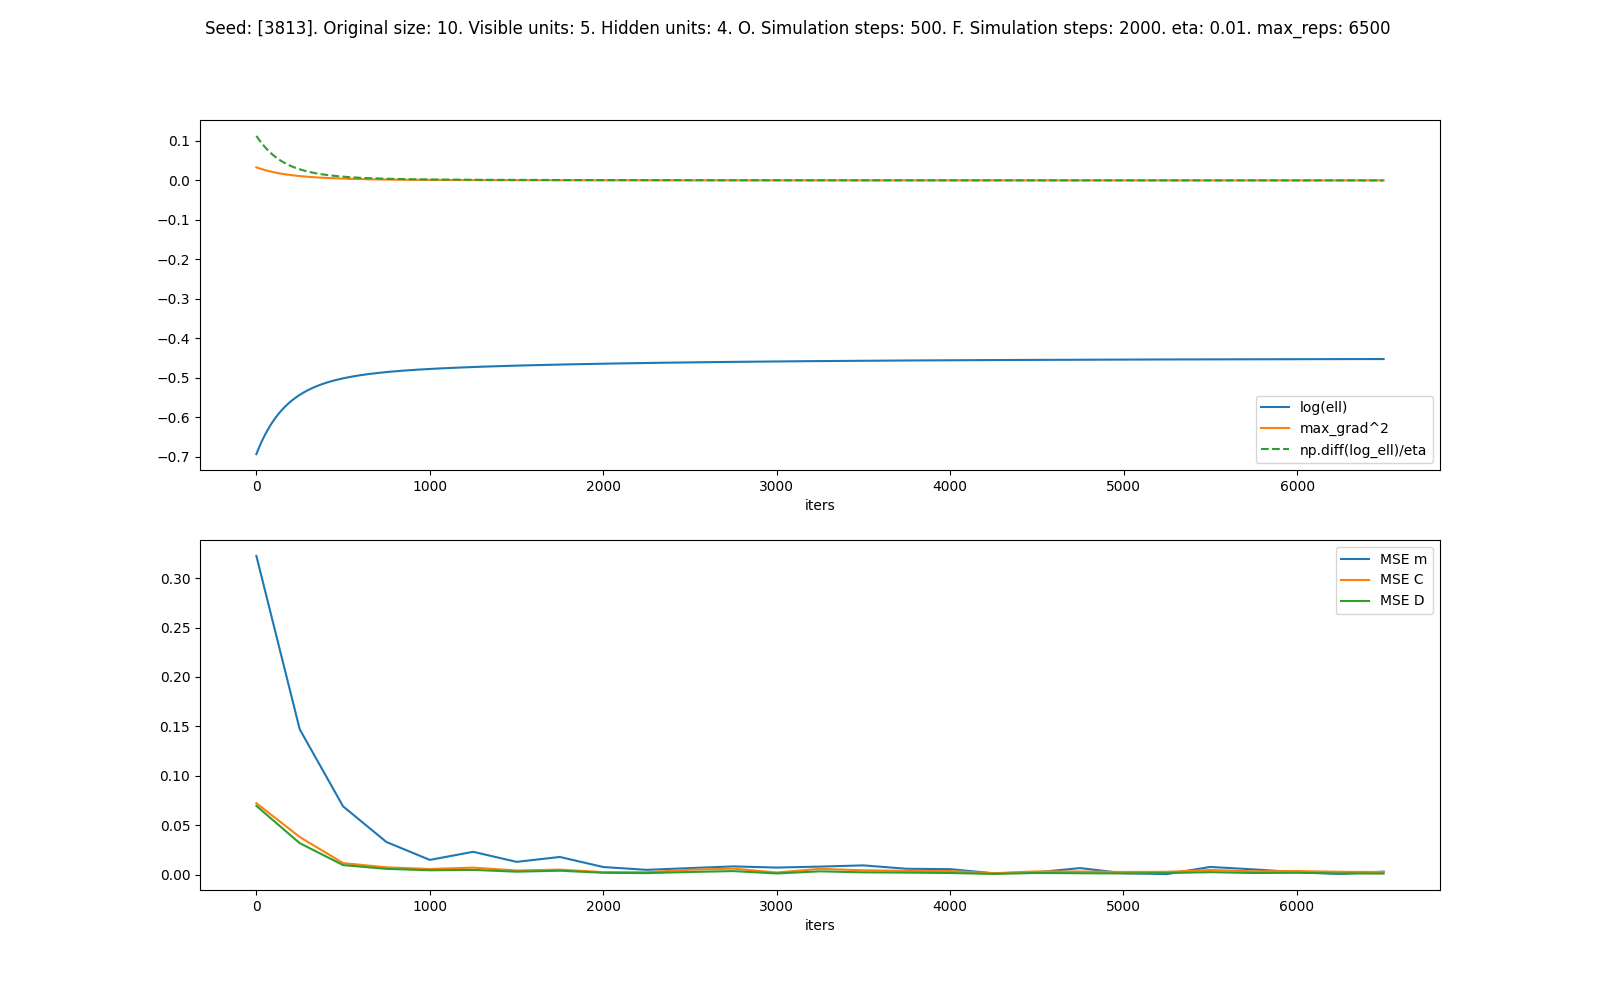 Seed: [3813]. Original size: 10. Visible units: 5. Hidden units: 4. O. Simulation steps: 500. F. Simulation steps: 2000. eta: 0.01. max_reps: 6500
0.1
0.0
−0.1
−0.2
−0.3
−0.4
−0.5
−0.6
−0.7
log(ell)
max_grad^2
np.diff(log_ell)/eta
0 1000 2000 3000 4000 5000 6000
iters
0.30
0.25
0.20
0.15
0.10
0.05
0.00
MSE m
MSE C
MSE D
0 1000 2000 3000 4000 5000 6000
iters